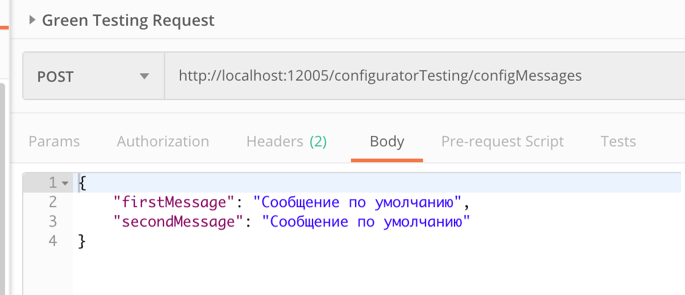 Green Testing Request
POST http://localhost:12005/configuratorTesting/configMessages
Params Authorization Headers (2) Body Pre-request Script Tests
1 {
2 "firstMessage": "Сообщение по умолчанию",
3 "secondMessage": "Сообщение по умолчанию"
4 }